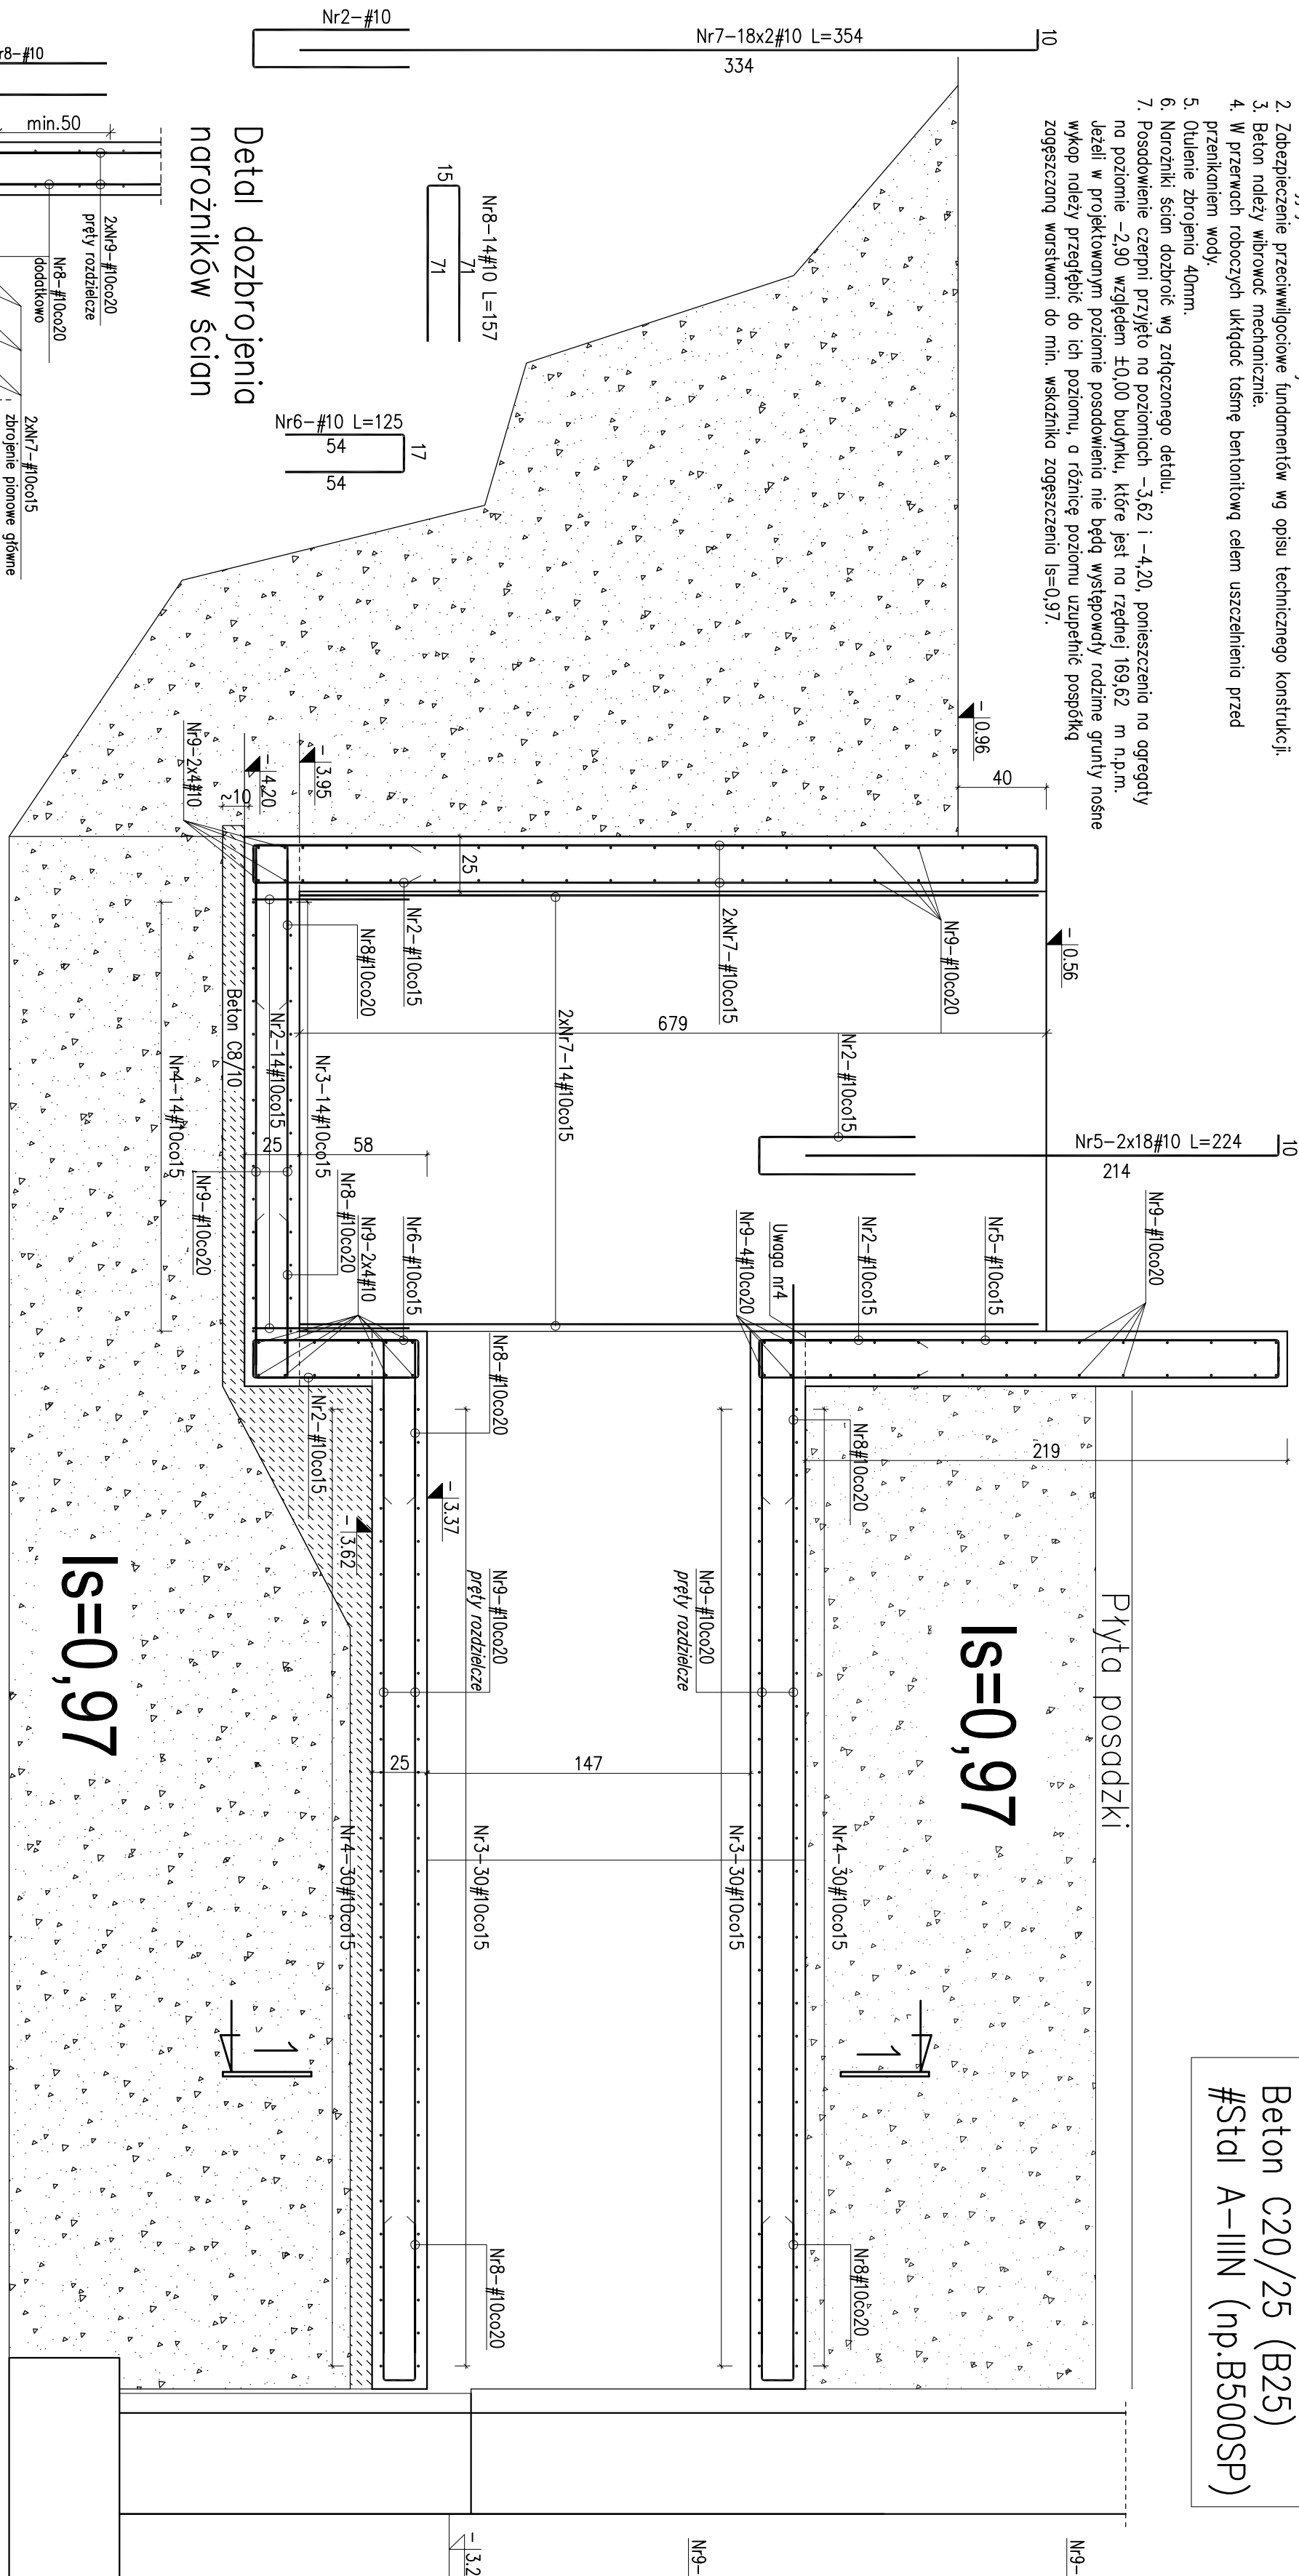 2. Zabezpieczenie przeciwwilgociowe fundamentów wg opisu technicznego konstrukcji.
3. Beton należy wibrować mechanicznie.
4. W przerwach roboczych układać taśmę bentonitową celem uszczelnienia przed
przenikaniem wody.
5. Otulenie zbrojenia 40mm.
6. Narożniki ścian dozbroić wg załączonego detalu.
7. Posadowienie czerpni przyjęto na poziomiach -3,62 i -4,20, ponieszczenia na agregaty
na poziomie -2,90 względem ±0,00 budynku, które jest na rzędnej 169,62 m n.p.m.
Jeżeli w projektowanym poziomie posadowienia nie będą występowały rodzime grunty nośne
wykop należy przegłębić do ich poziomu, a różnicę poziomu uzupełnić pospółką
zagęszczaną warstwami do min. wskaźnika zagęszczenia Is=0,97.
Beton C20/25 (B25)
#Stal A-IIIN (np.B500SP)
10
Nr7-18x2#10 L=354
334
Nr2-#10
Nr8-14#10 L=157
71
71
15
Nr6-#10 L=125
54
54
17
Detal dozbrojenia
narożników ścian
r8-#10
min.50
2xNr9-#10co20
pręty rozdzielcze
Nr8-#10co20
dodatkowo
2xNr7-#10co15
zbrojenie pionowe główne
-0.96
40
-0.56
-3.95
-4.20
10
Nr9-2x4#10
25
Nr9-#10co20
2xNr7-#10co15
Nr2-#10co15
Nr8#10co20
2xNr7-14#10co15
679
Nr2-#10co15
Nr5-2x18#10 L=224
214
10
Nr3-14#10co15
Nr2-14#10co15
Beton C8/10
Nr4-14#10co15
25
58
Nr9-#10co20
Nr8-#10co20
Nr9-2x4#10
Nr6-#10co15
Nr9-#10co20
Nr5-#10co15
Nr2-#10co15
Uwaga nr4
Nr9-4#10co20
Nr8-#10co20
Nr2-#10co15
Nr8#10co20
219
-3.37
-3.62
Nr9-#10co20
pręty rozdzielcze
Nr9-#10co20
pręty rozdzielcze
Płyta posadzki
Is=0,97
Is=0,97
25
147
Nr4-30#10co15
Nr3-30#10co15
Nr3-30#10co15
Nr4-30#10co15
1
1
Nr8#10co20
Nr8-#10co20
-3.2
Nr9-
Nr9-